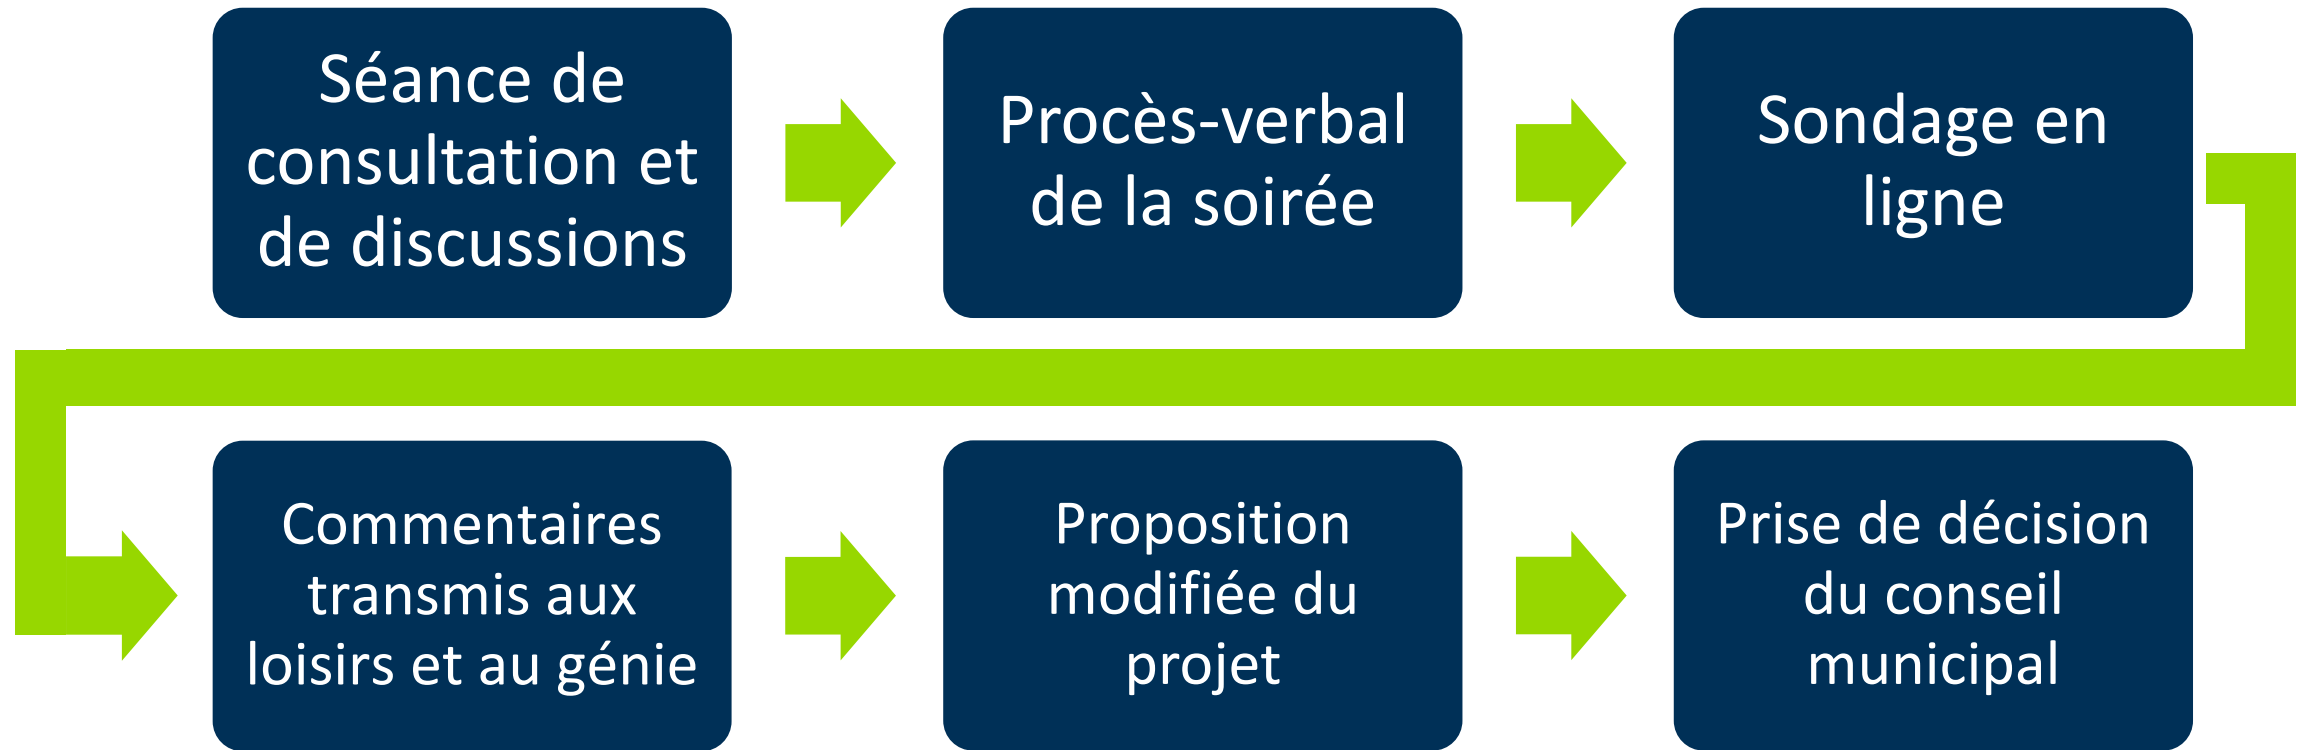 Séance de
consultation et
de discussions
Procès-verbal
de la soirée
Sondage en
ligne
Commentaires
transmis aux
loisirs et au génie
Proposition
modifiée du
projet
Prise de décision
du conseil
municipal